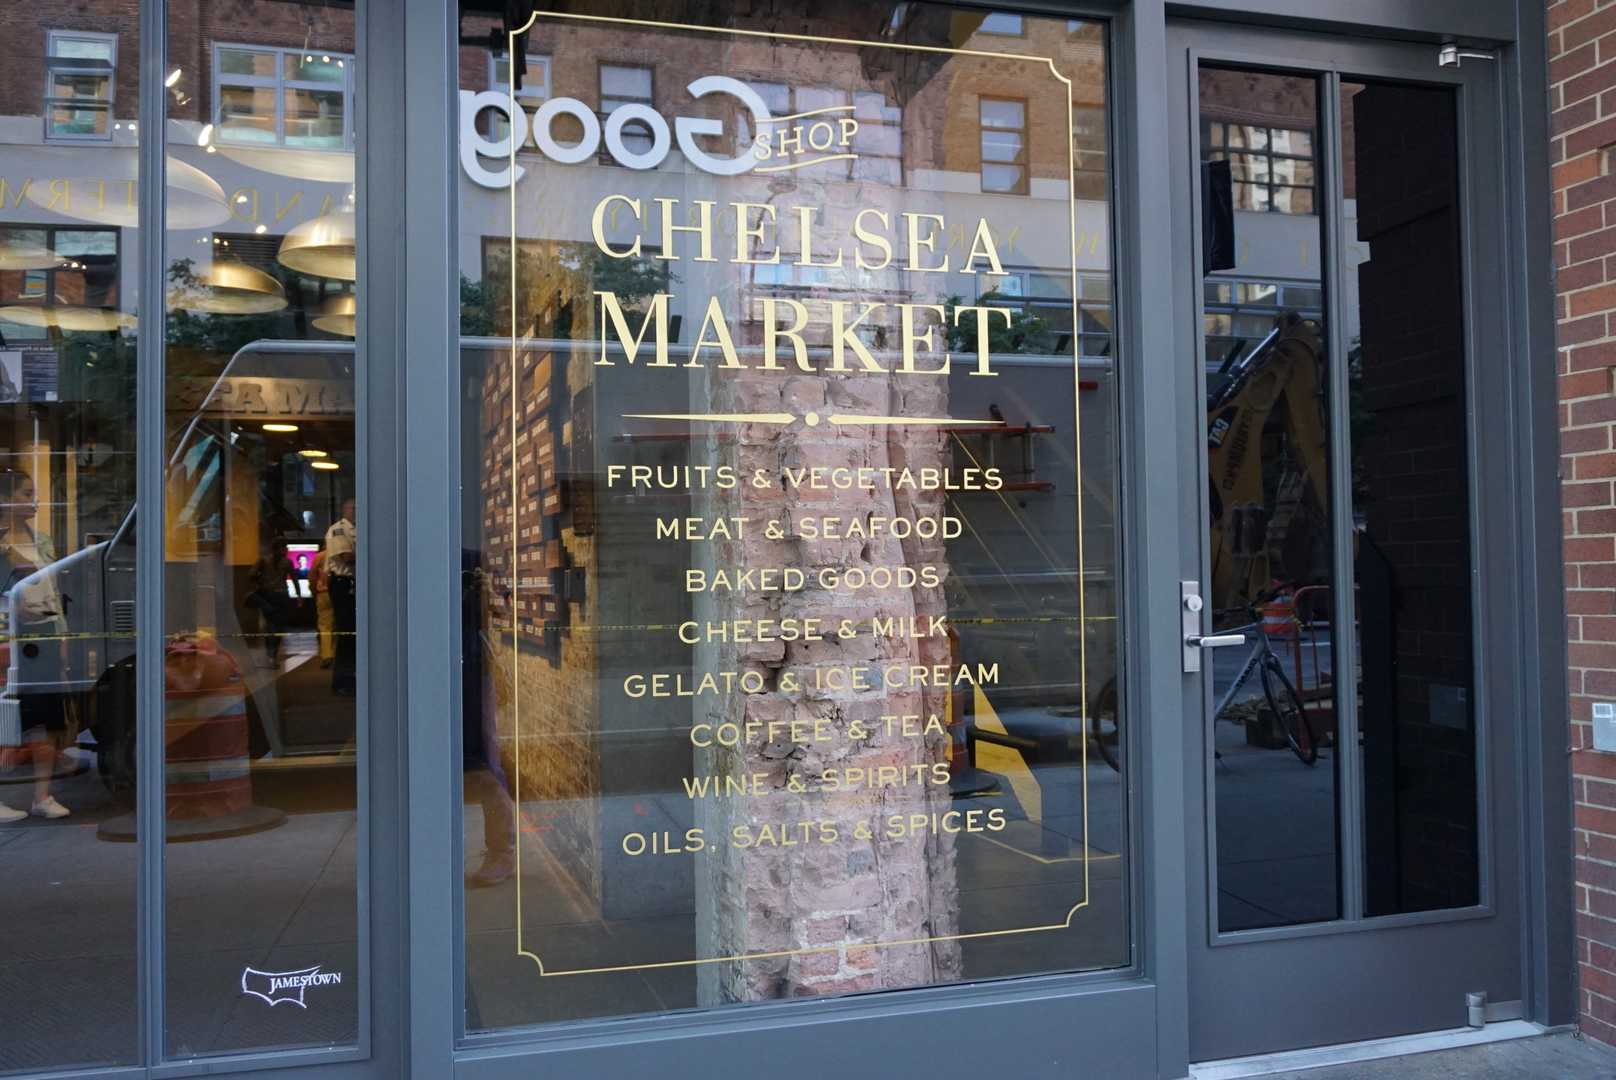 Goog
SHOP
CHELSEA
MARKET
FRUITS & VEGETABLES
MEAT & SEAFOOD
BAKED GOODS
CHEESE & MILK
GELATO & ICE CREAM
COFFEE & TEA
WINE & SPIRITS
OILS, SALTS & SPICES
CAT
JAMESTOWN